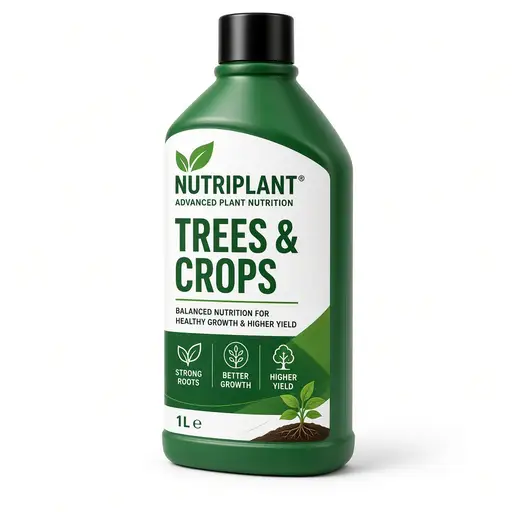 NUTRIPLANT®
ADVANCED PLANT NUTRITION
TREES &
CROPS
BALANCED NUTRITION FOR
HEALTHY GROWTH & HIGHER YIELD
STRONG
ROOTS
BETTER
GROWTH
HIGHER
YIELD
1L ℮